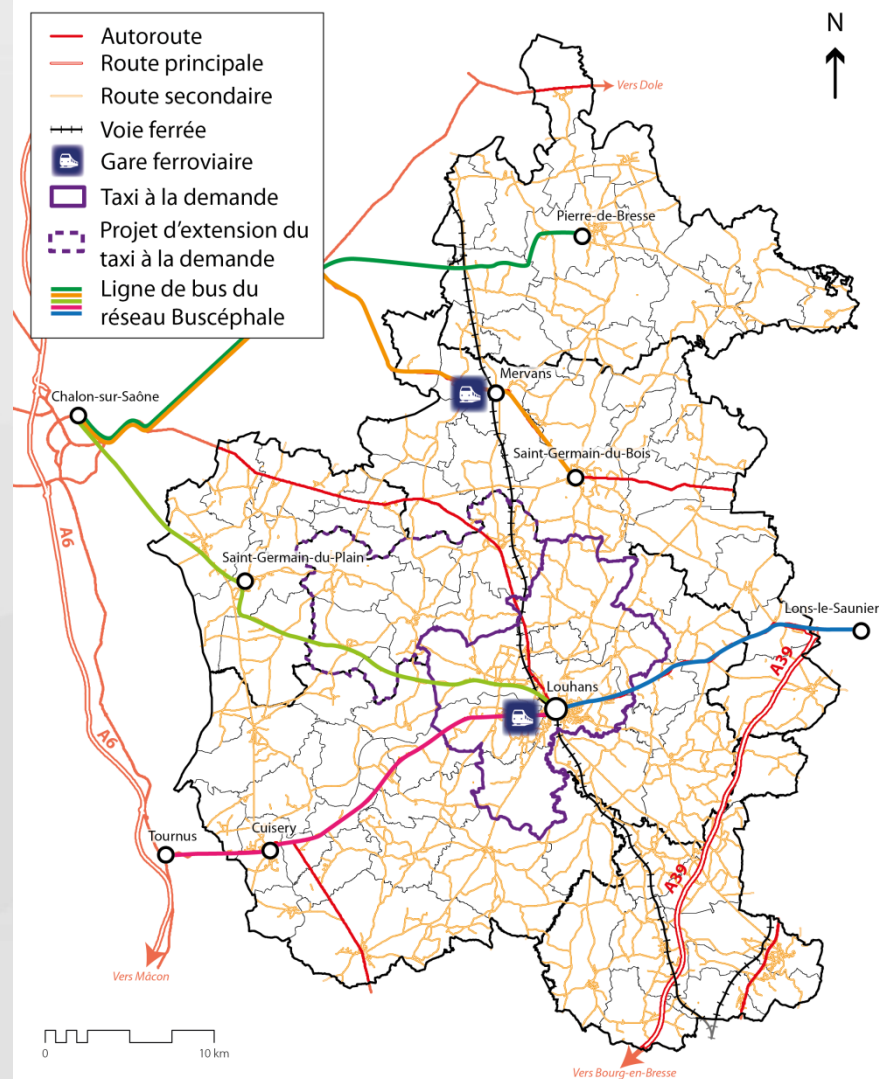 Autoroute
Route principale
Route secondaire
Voie ferrée
Gare ferroviaire
Taxi à la demande
Projet d'extension du
taxi à la demande
Ligne de bus du
réseau Buscéphale
N
Vers Dole
Pierre-de-Bresse
Mervans
Chalon-sur-Saône
Saint-Germain-du-Bois
A6
Saint-Germain-du-Plain
Lons-le-Saunier
A39
Louhans
A6
Tournus
Cuisery
A39
Vers Mâcon
0
10 km
Vers Bourg-en-Bresse